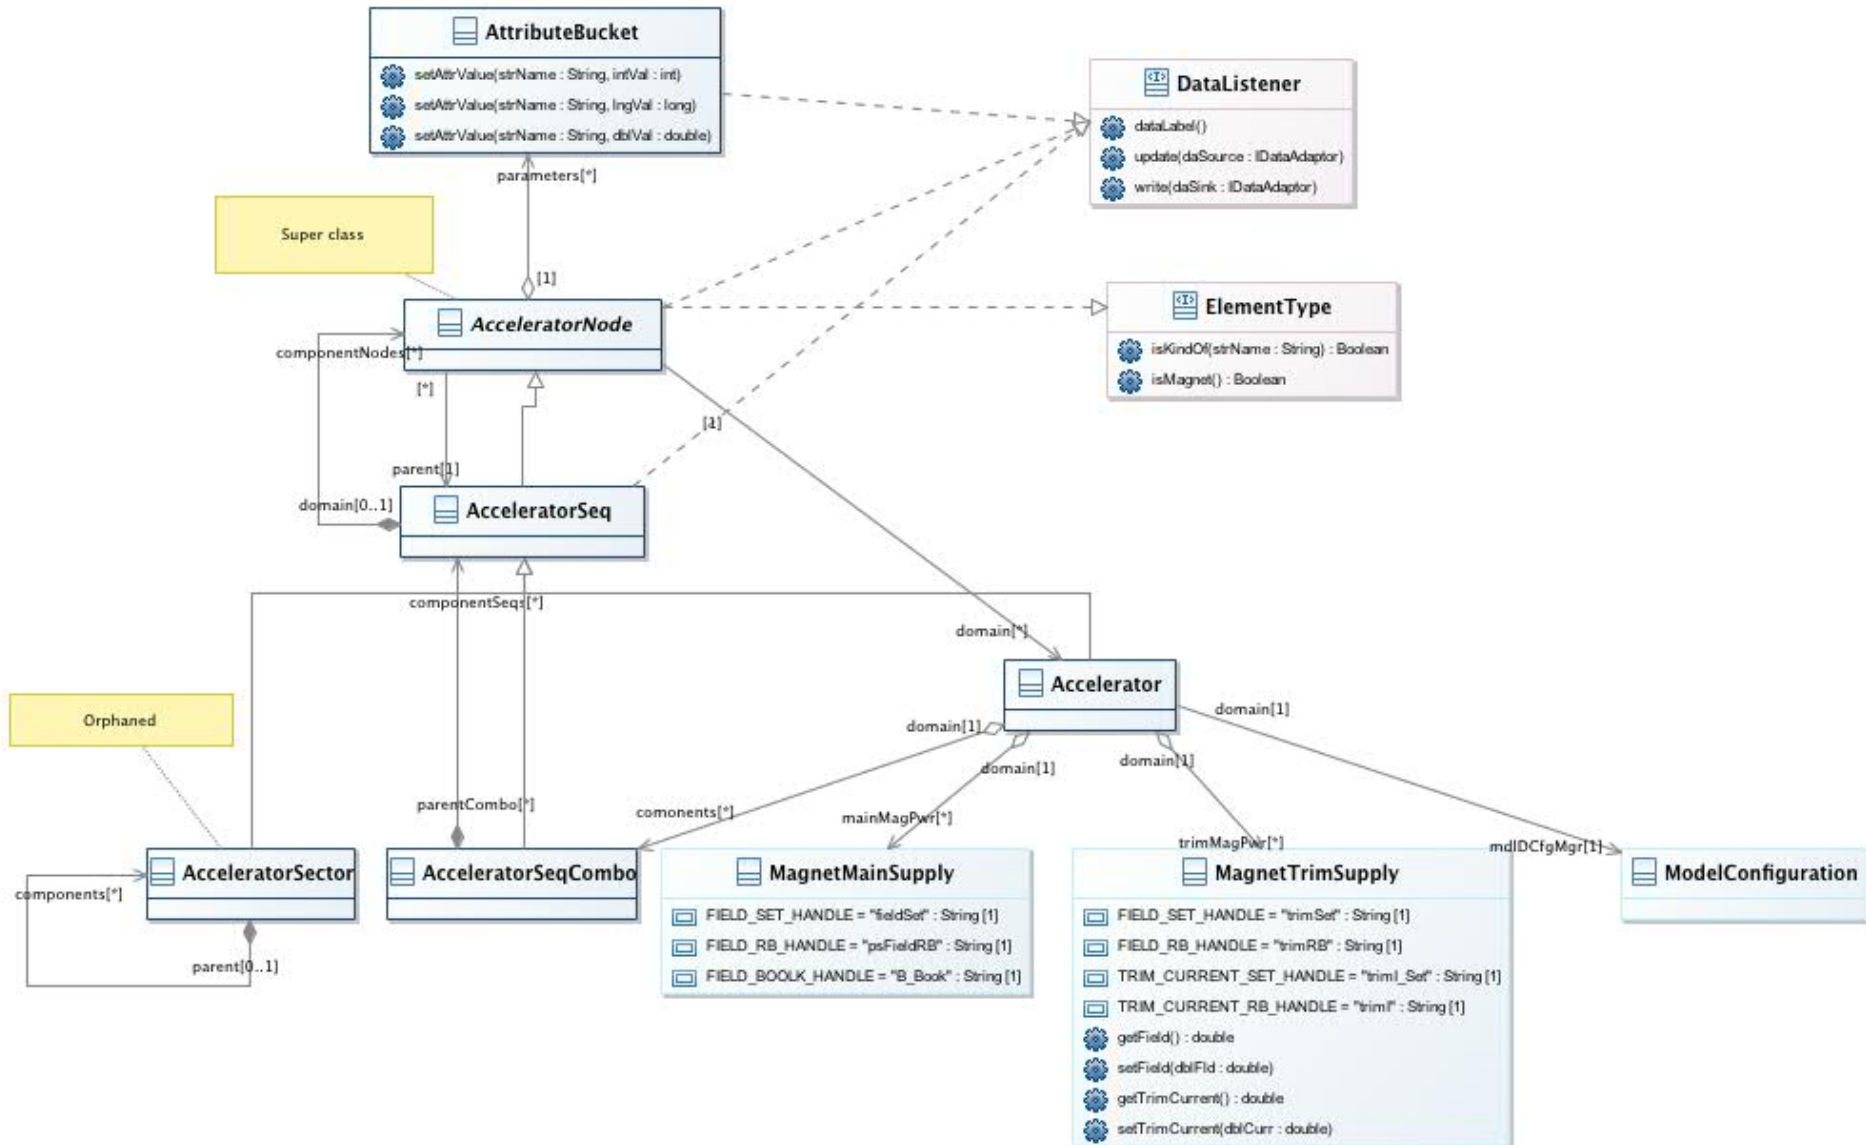 AttributeBucket
setAttrValue(strName : String, intVal : int)
setAttrValue(strName : String, lngVal : long)
setAttrValue(strName : String, dblVal : double)
DataListener
dataLabel()
update(daSource : IDataAdaptor)
write(daSink : IDataAdaptor)
parameters[*]
Super class
[1]
AcceleratorNode
ElementType
isKindOf(strName : String) : Boolean
isMagnet() : Boolean
componentNodes[*]
[*]
[1]
parent[1]
domain[0..1]
AcceleratorSeq
componentSeqs[*]
domain[*]
Accelerator
Orphaned
domain[1]
domain[1]
domain[1]
domain[1]
parentCombo[*]
comonents[*]
mainMagPwr[*]
trimMagPwr[*]
mdlDCfgMgr[1]
AcceleratorSector
components[*]
parent[0..1]
AcceleratorSeqCombo
MagnetMainSupply
FIELD_SET_HANDLE = "fieldSet" : String [1]
FIELD_RB_HANDLE = "psFieldRB" : String [1]
FIELD_BOOLK_HANDLE = "B_Book" : String [1]
MagnetTrimSupply
FIELD_SET_HANDLE = "trimSet" : String [1]
FIELD_RB_HANDLE = "trimRB" : String [1]
TRIM_CURRENT_SET_HANDLE = "trimI_Set" : String [1]
TRIM_CURRENT_RB_HANDLE = "trimI" : String [1]
getField() : double
setField(dblFld : double)
getTrimCurrent() : double
setTrimCurrent(dblCurr : double)
ModelConfiguration